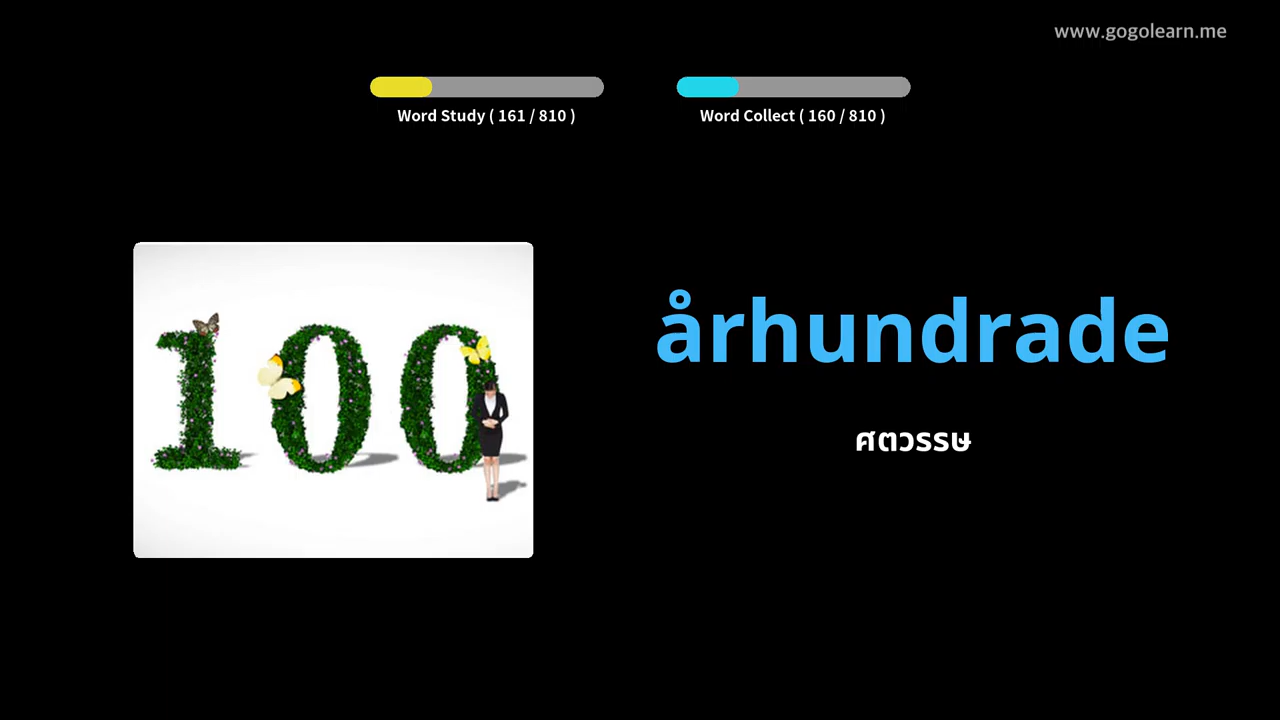 www.gogolearn.me
Word Study ( 161 / 810 )
Word Collect ( 160 / 810 )
100
århundrade
ศตวรรษ